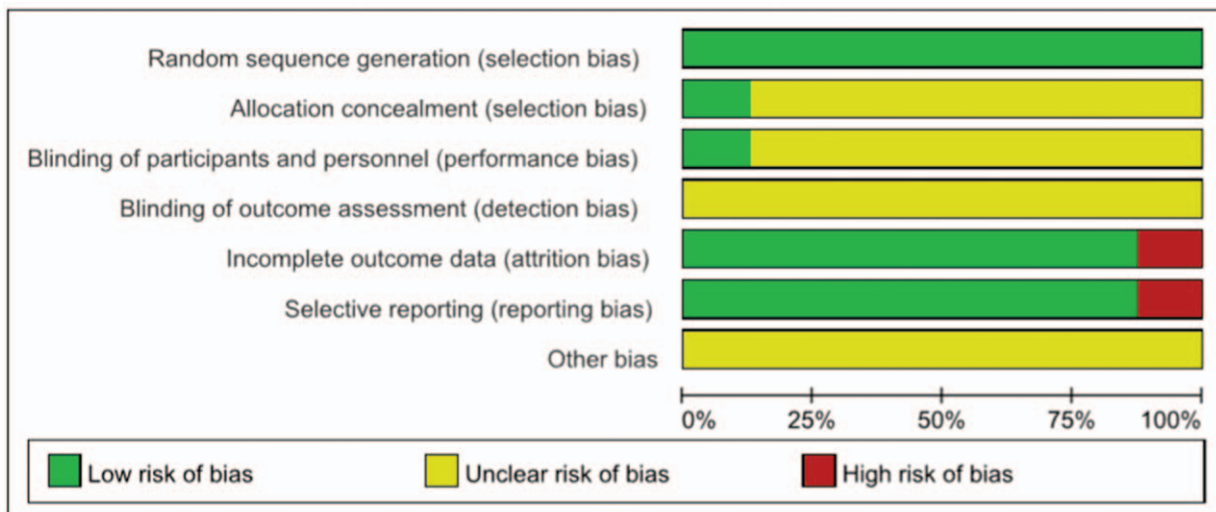 Random sequence generation (selection bias)
Allocation concealment (selection bias)
Blinding of participants and personnel (performance bias)
Blinding of outcome assessment (detection bias)
Incomplete outcome data (attrition bias)
Selective reporting (reporting bias)
Other bias
0% 25% 50% 75% 100%
Low risk of bias Unclear risk of bias High risk of bias